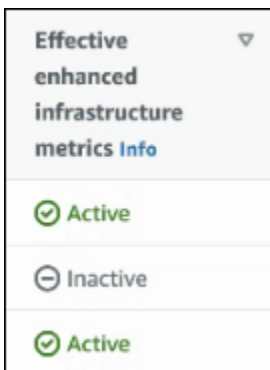 Effective
enhanced
infrastructure
metrics Info
Active
Inactive
Active